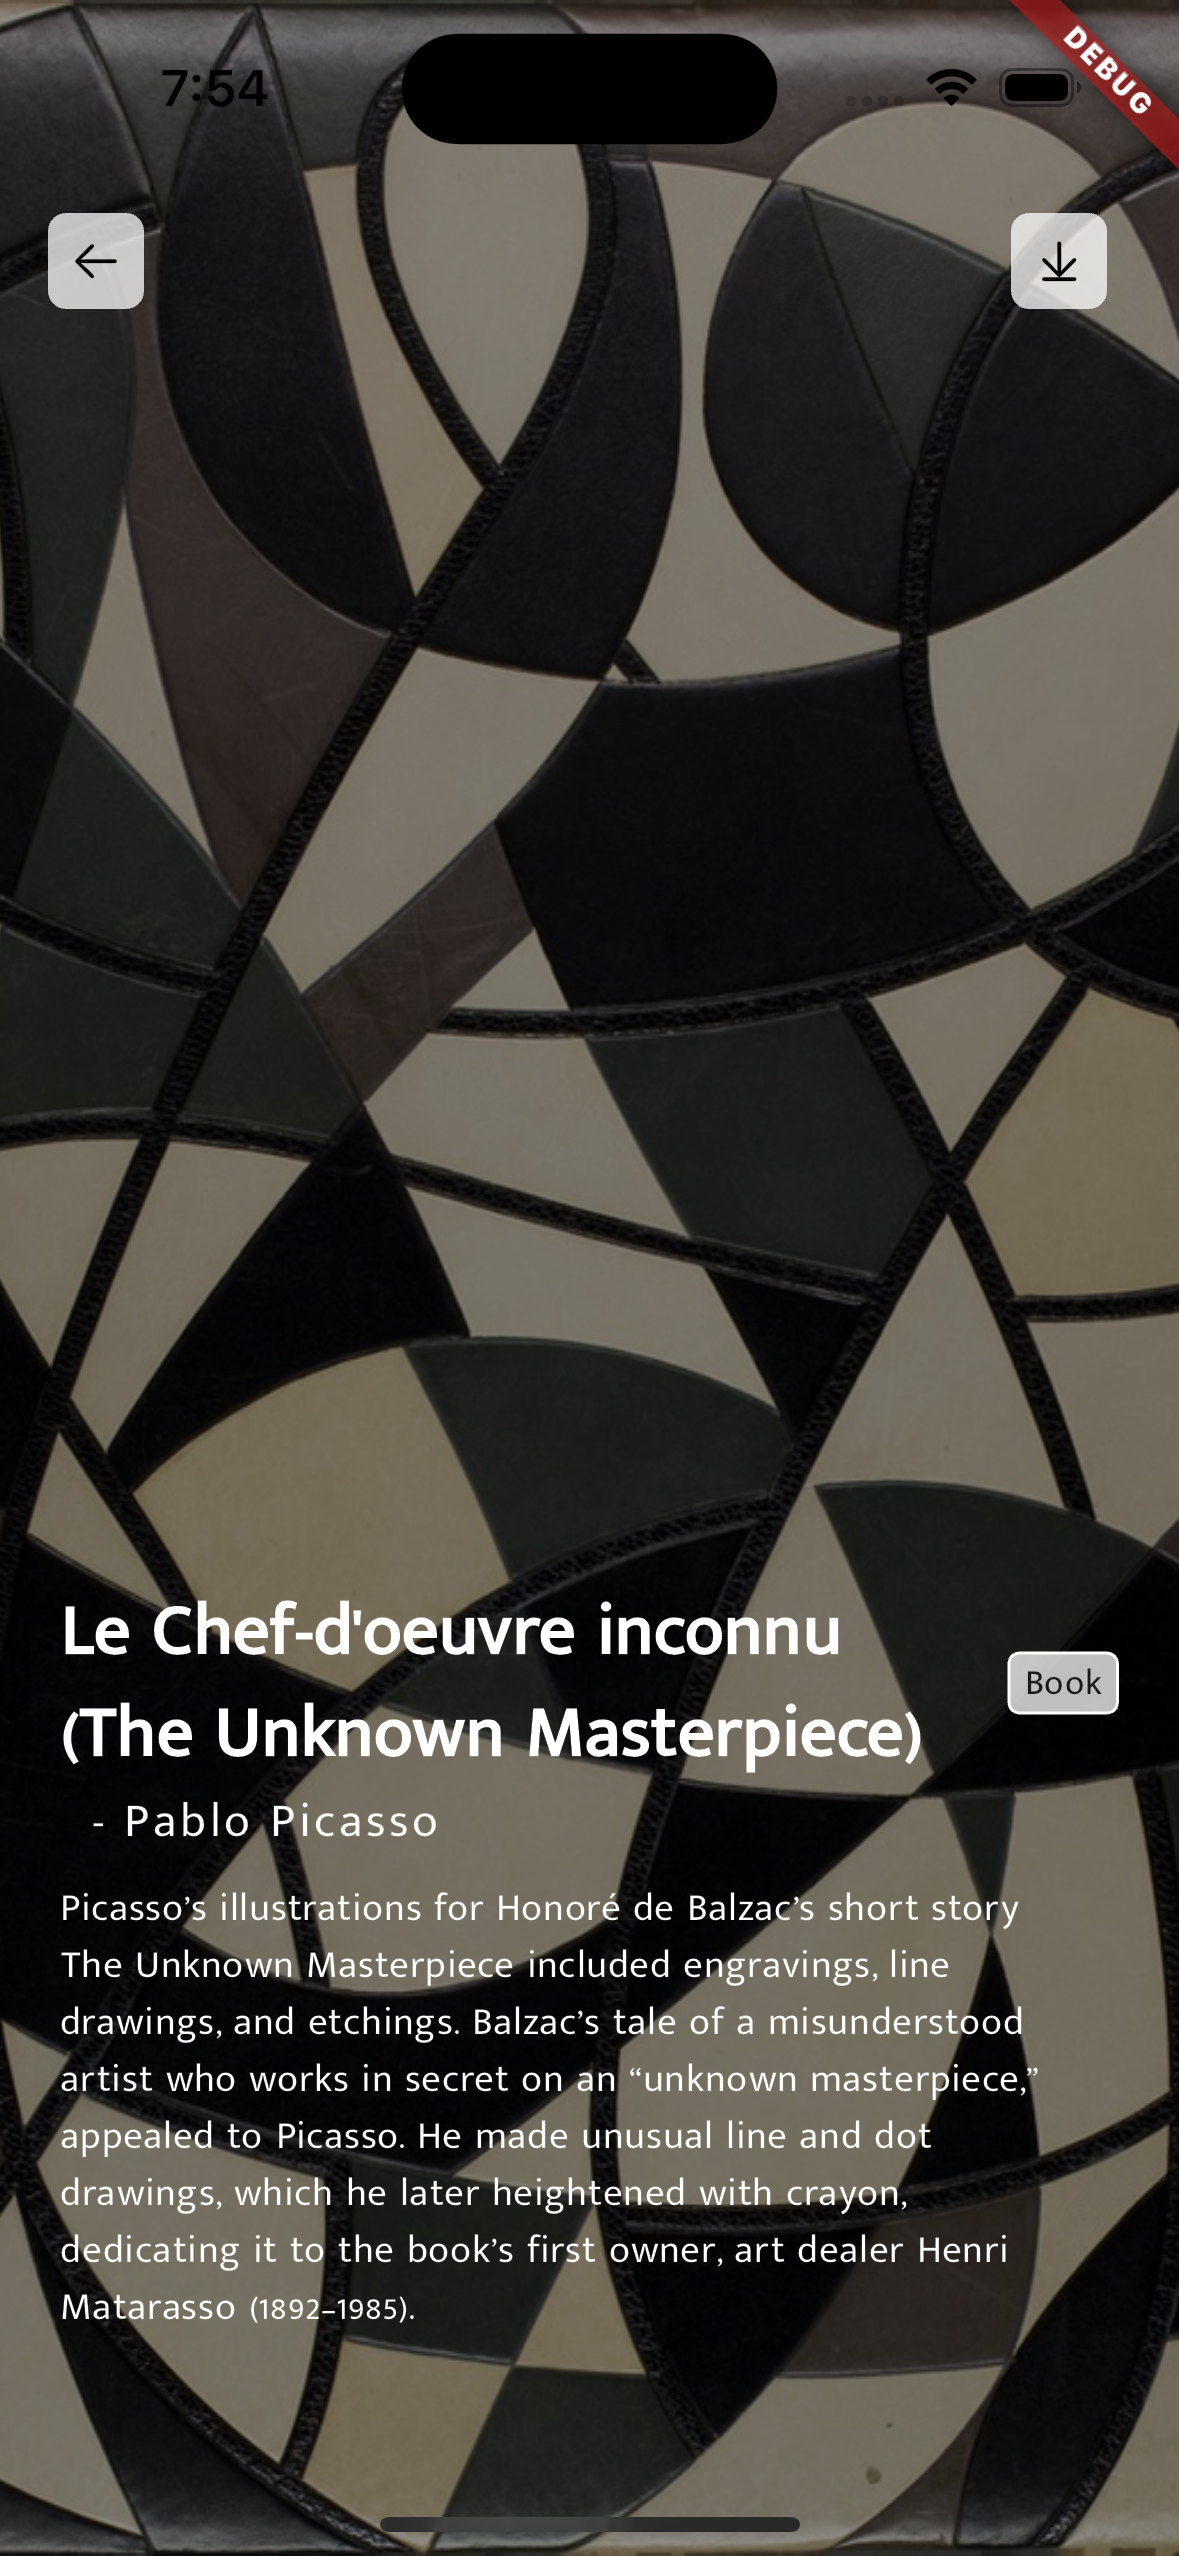 7:54
DEBUG
Le Chef-d'oeuvre inconnu
(The Unknown Masterpiece)
Book
- Pablo Picasso
Picasso’s illustrations for Honoré de Balzac’s short story
The Unknown Masterpiece included engravings, line
drawings, and etchings. Balzac’s tale of a misunderstood
artist who works in secret on an “unknown masterpiece,”
appealed to Picasso. He made unusual line and dot
drawings, which he later heightened with crayon,
dedicating it to the book’s first owner, art dealer Henri
Matarasso (1892–1985).